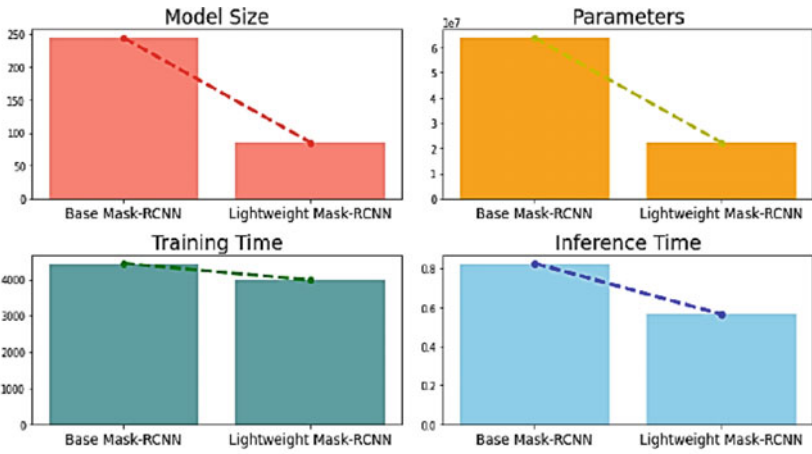 Model Size
250
200
150
100
50
0
Base Mask-RCNN Lightweight Mask-RCNN
Parameters
1e7
6
5
4
3
2
1
0
Base Mask-RCNN Lightweight Mask-RCNN
Training Time
4000
3000
2000
1000
0
Base Mask-RCNN Lightweight Mask-RCNN
Inference Time
0.8
0.6
0.4
0.2
0.0
Base Mask-RCNN Lightweight Mask-RCNN